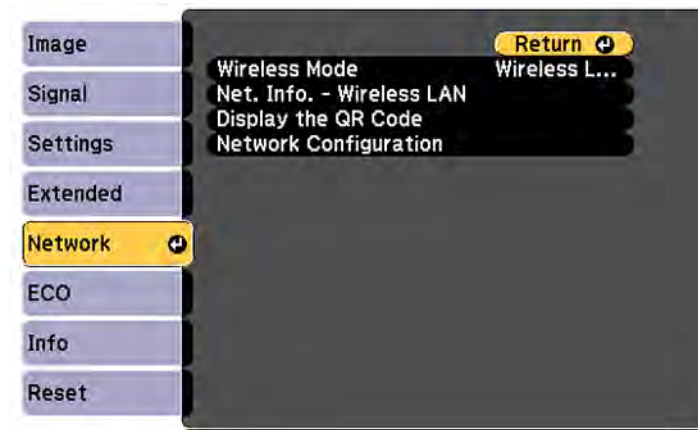 Image
Signal
Settings
Extended
Network
ECO
Info
Reset
Return
Wireless Mode Wireless L...
Net. Info. - Wireless LAN
Display the QR Code
Network Configuration